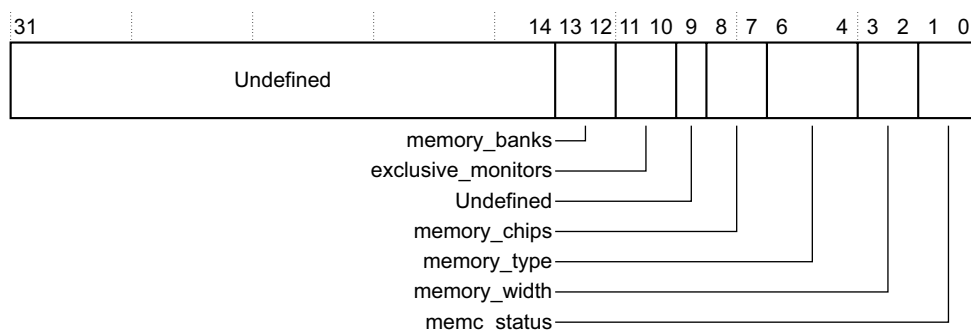 31 14 13 12 11 10 9 8 7 6 4 3 2 1 0
Undefined
memory_banks
exclusive_monitors
Undefined
memory_chips
memory_type
memory_width
memc_status